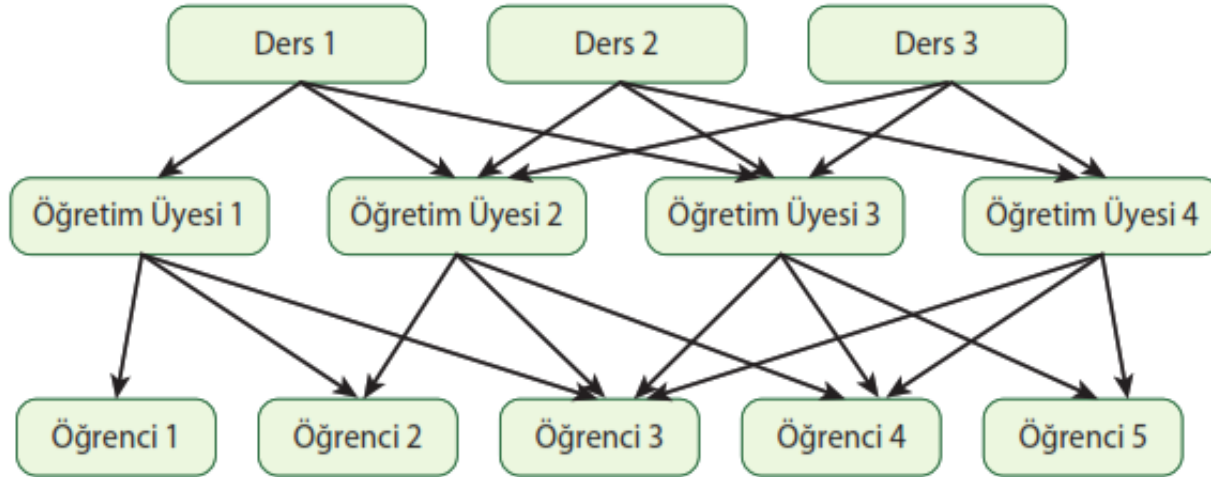 Ders 1
Ders 2
Ders 3
Öğretim Üyesi 1
Öğretim Üyesi 2
Öğretim Üyesi 3
Öğretim Üyesi 4
Öğrenci 1
Öğrenci 2
Öğrenci 3
Öğrenci 4
Öğrenci 5